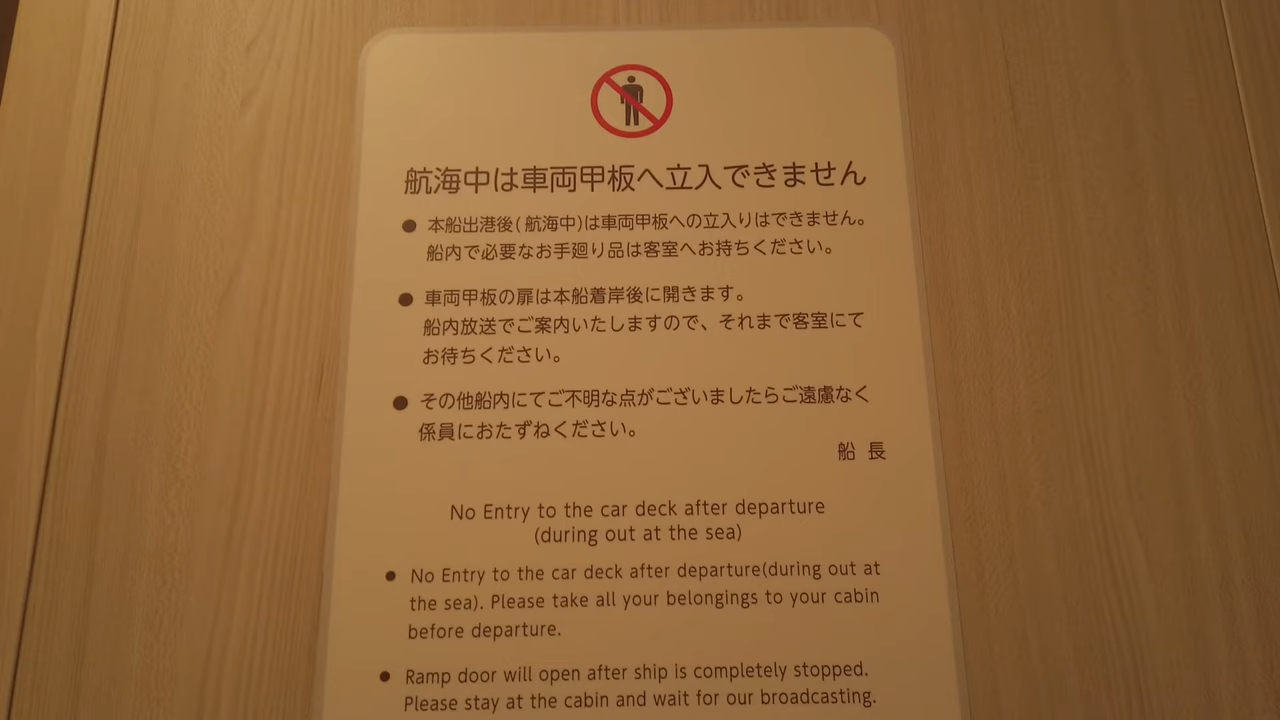 航海中は車両甲板へ立入できません
● 本船出港後(航海中)は車両甲板への立入りはできません。
船内で必要なお手廻り品は客室へお持ちください。
● 車両甲板の扉は本船着岸後に開きます。
船内放送でご案内いたしますので、それまで客室にて
お待ちください。
● その他船内にてご不明な点がございましたらご遠慮なく
係員におたずねください。
船 長
No Entry to the car deck after departure
(during out at the sea)
● No Entry to the car deck after departure(during out at
the sea). Please take all your belongings to your cabin
before departure.
● Ramp door will open after ship is completely stopped.
Please stay at the cabin and wait for our broadcasting.